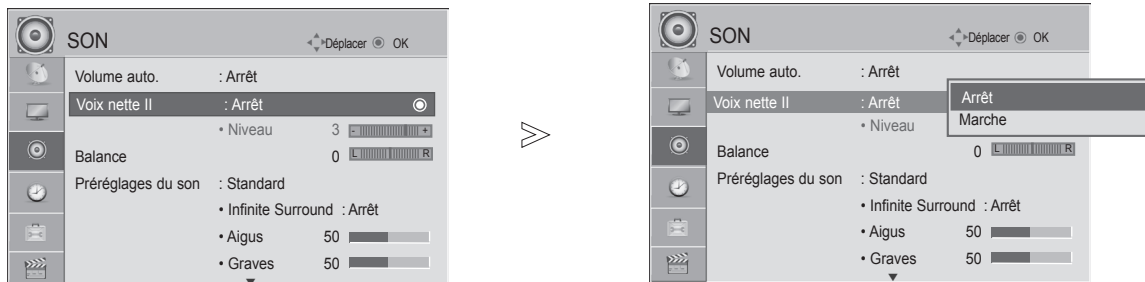 SON
Déplacer OK
Volume auto. : Arrêt
Voix nette II : Arrêt
• Niveau 3 - +
Balance 0 L R
Préréglages du son : Standard
• Infinite Surround : Arrêt
• Aigus 50
• Graves 50
SON
Déplacer OK
Volume auto. : Arrêt
Voix nette II : Arrêt
Arrêt
Marche
• Niveau
Balance 0 L R
Préréglages du son : Standard
• Infinite Surround : Arrêt
• Aigus 50
• Graves 50